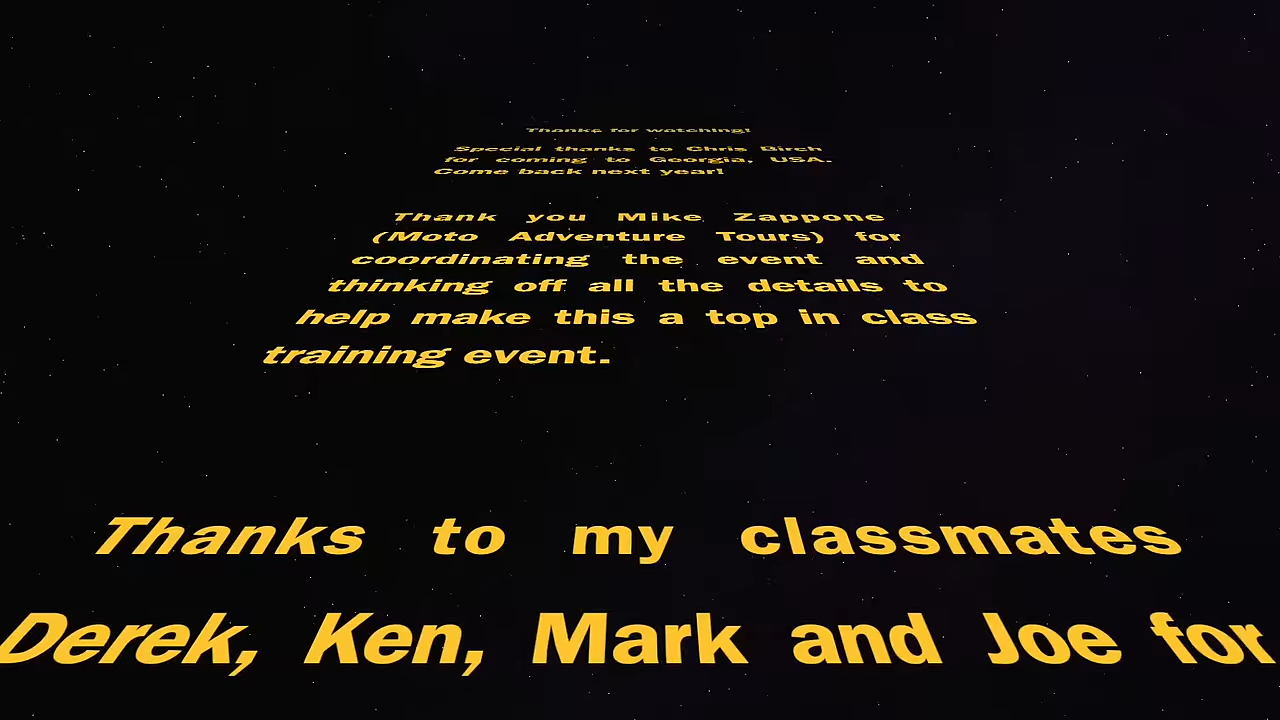 Thanks for watching!
Special thanks to Chris Birch
for coming to Georgia, USA.
Come back next year!
Thank you Mike Zappone
(Moto Adventure Tours) for
coordinating the event and
thinking off all the details to
help make this a top in class
training event.
Thanks to my classmates
Derek, Ken, Mark and Joe for